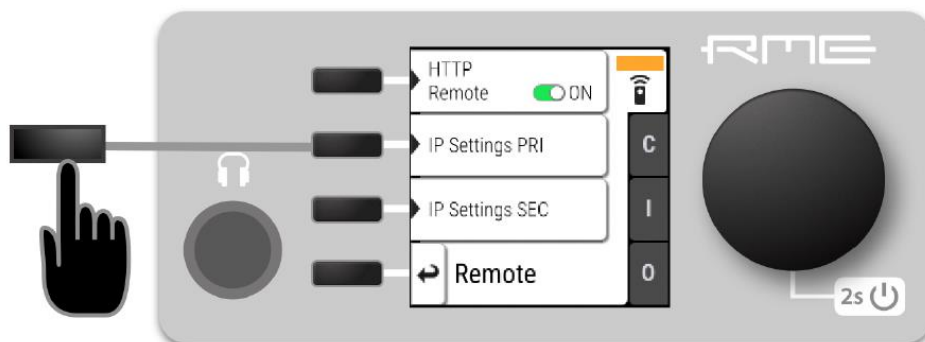 RME
HTTP
Remote ON
IP Settings PRI
C
IP Settings SEC
I
Remote
O
2s